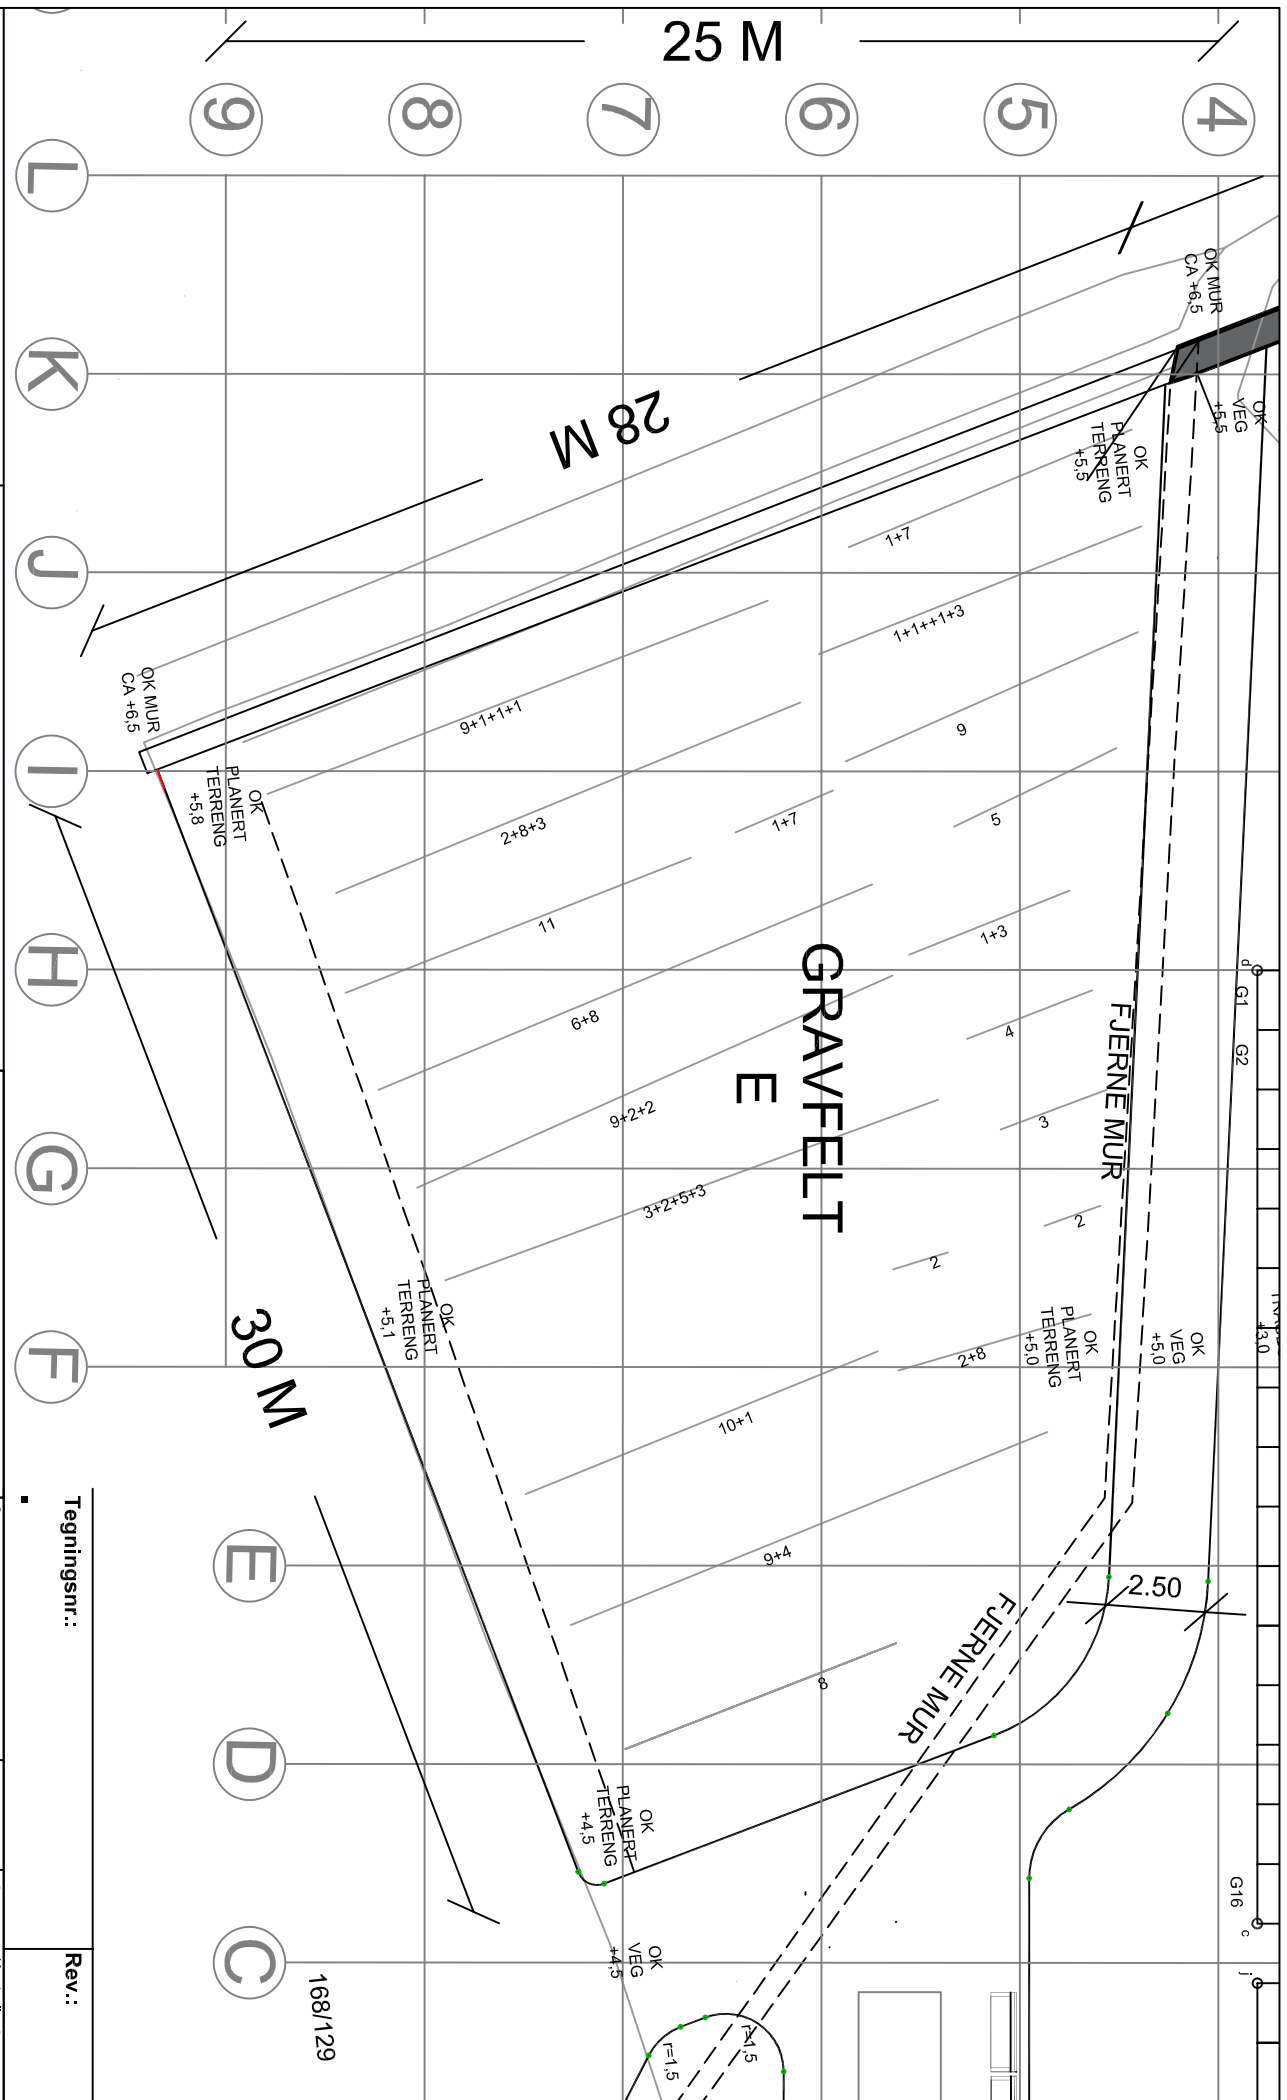 25 M
9
8
7
6
5
4
L
K
J
I
H
G
F
E
D
C
OK MUR
CA +6,5
OK
VEG
+5,5
OK
PLANERT
TERRENG
+5,5
28 M
1+7
1+1++1+3
9
5
1+3
4
3
2
2
2+8
OK MUR
CA +6,5
OK
PLANERT
TERRENG
+5,8
9+1+1+1
2+8+3
1+7
11
6+8
9+2+2
3+2+5+3
10+1
9+4
8
GRAVFELT
E
FJERNE MUR
d
G1
G2
+3,0
OK
VEG
+5,0
OK
PLANERT
TERRENG
+5,0
OK
PLANERT
TERRENG
+5,1
30 M
2.50
FJERNE MUR
OK
PLANERT
TERRENG
+4,5
OK
VEG
+4,5
G16
c
j
r=1,5
r=1,5
168/129
Tegningsnr.:
Rev.: